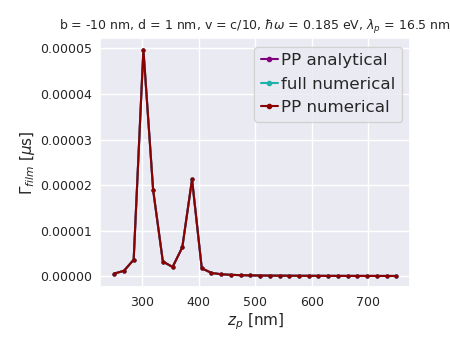 b = -10 nm, d = 1 nm, v = c/10, ℏω = 0.185 eV, λp = 16.5 nm
PP analytical
full numerical
PP numerical
0.00005
0.00004
0.00003
0.00002
0.00001
0.00000
Γfilm [μs]
300 400 500 600 700
zp [nm]